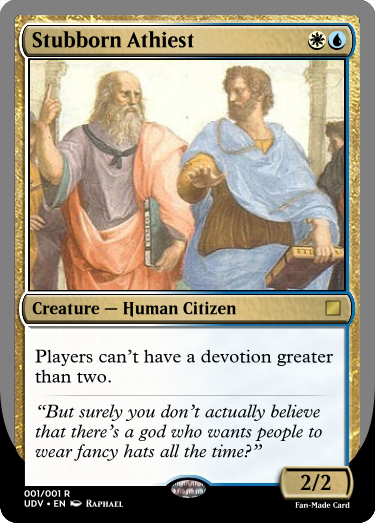 Stubborn Athiest
Creature — Human Citizen
Players can't have a devotion greater
than two.
“But surely you don't actually believe
that there's a god who wants people to
wear fancy hats all the time?”
2/2
001/001 R
UDV • EN Raphael
Fan-Made Card